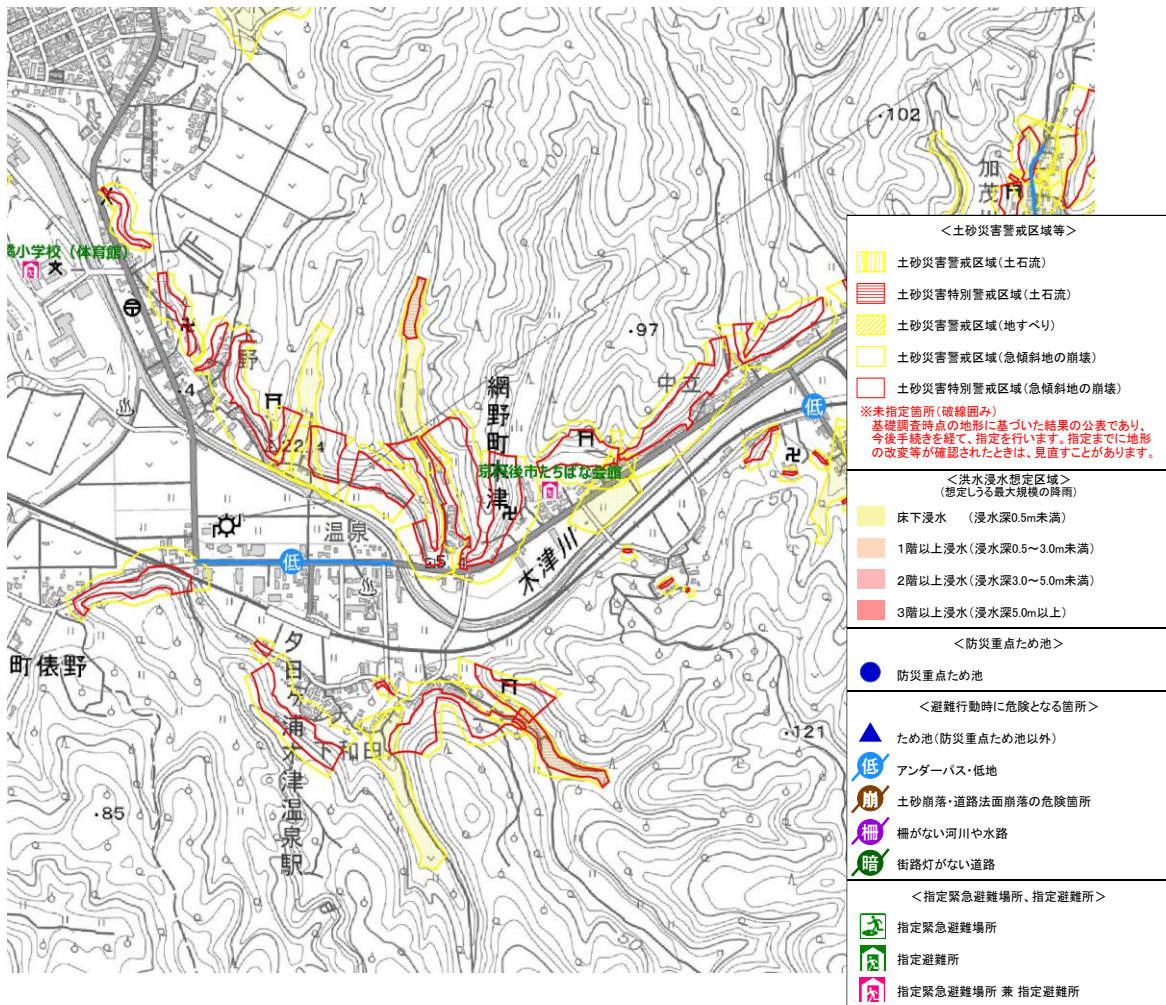 ・102
加茂川
橘小学校(体育館)
文
・97
中立
野
網野町木津
・4
22.4
京丹後市たちばな会館
低
50
木津川
温泉
低
5
町俵野
夕日ヶ浦木津温泉駅
下和田
・121
・85
50
<土砂災害警戒区域等>
土砂災害警戒区域(土石流)
土砂災害特別警戒区域(土石流)
土砂災害警戒区域(地すべり)
土砂災害警戒区域(急傾斜地の崩壊)
土砂災害特別警戒区域(急傾斜地の崩壊)
※未指定箇所(破線囲み)
基礎調査時点の地形に基づいた結果の公表であり、
今後手続きを経て、指定を行います。指定までに地形
の改変等が確認されたときは、見直すことがあります。
<洪水浸水想定区域>
(想定しうる最大規模の降雨)
床下浸水 (浸水深0.5m未満)
1階以上浸水(浸水深0.5~3.0m未満)
2階以上浸水(浸水深3.0~5.0m未満)
3階以上浸水(浸水深5.0m以上)
<防災重点ため池>
防災重点ため池
<避難行動時に危険となる箇所>
ため池(防災重点ため池以外)
低 アンダーパス・低地
崩 土砂崩落・道路法面崩落の危険箇所
柵 柵がない河川や水路
暗 街路灯がない道路
<指定緊急避難場所、指定避難所>
指定緊急避難場所
指定避難所
指定緊急避難場所 兼 指定避難所